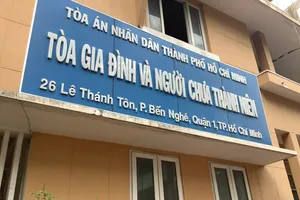 TÒA ÁN NHÂN DÂN THÀNH PHỐ HỒ CHÍ MINH
TÒA GIA ĐÌNH VÀ NGƯỜI CHƯA THÀNH NIÊN
26 Lê Thánh Tôn, P. Bến Nghé, Quận 1, TP. Hồ Chí Minh